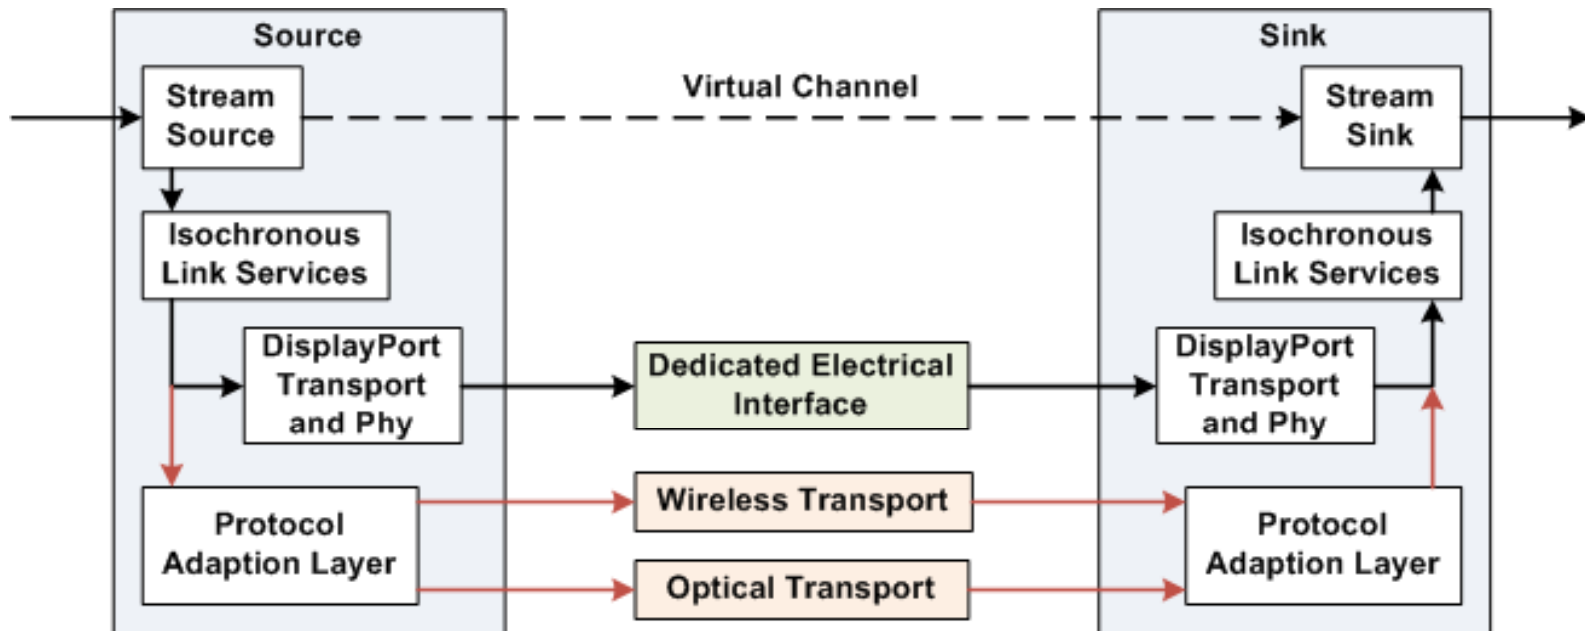 Source
Stream
Source
Isochronous
Link Services
DisplayPort
Transport
and Phy
Protocol
Adaption Layer
Virtual Channel
Dedicated Electrical
Interface
Wireless Transport
Optical Transport
Sink
Stream
Sink
Isochronous
Link Services
DisplayPort
Transport
and Phy
Protocol
Adaption Layer